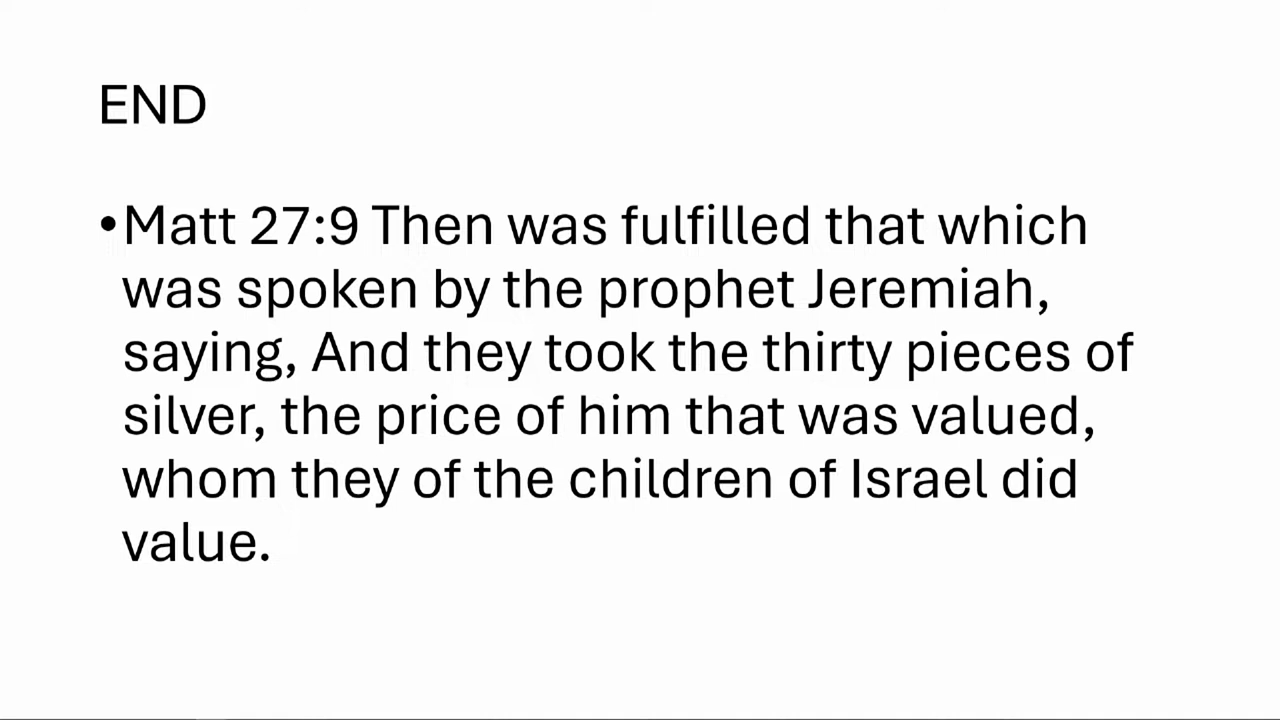 END
•Matt 27:9 Then was fulfilled that which
was spoken by the prophet Jeremiah,
saying, And they took the thirty pieces of
silver, the price of him that was valued,
whom they of the children of Israel did
value.